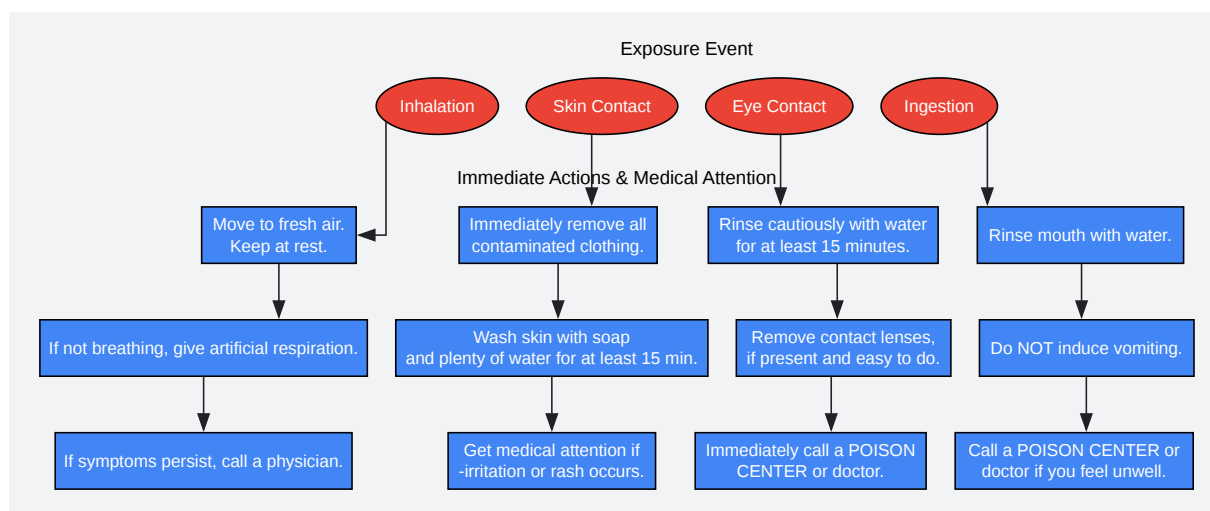 Exposure Event
Inhalation
Skin Contact
Eye Contact
Ingestion
Immediate Actions & Medical Attention
Move to fresh air.
Keep at rest.
Immediately remove all
contaminated clothing.
Rinse cautiously with water
for at least 15 minutes.
Rinse mouth with water.
If not breathing, give artificial respiration.
Wash skin with soap
and plenty of water for at least 15 min.
Remove contact lenses,
if present and easy to do.
Do NOT induce vomiting.
If symptoms persist, call a physician.
Get medical attention if
-irritation or rash occurs.
Immediately call a POISON
CENTER or doctor.
Call a POISON CENTER or
doctor if you feel unwell.